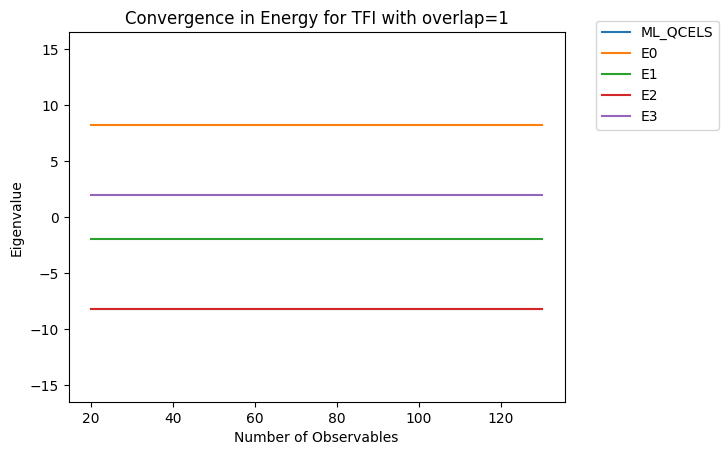 Convergence in Energy for TFI with overlap=1
ML_QCELS
E0
E1
E2
E3
Eigenvalue
15
10
5
0
−5
−10
−15
20
40
60
80
100
120
Number of Observables